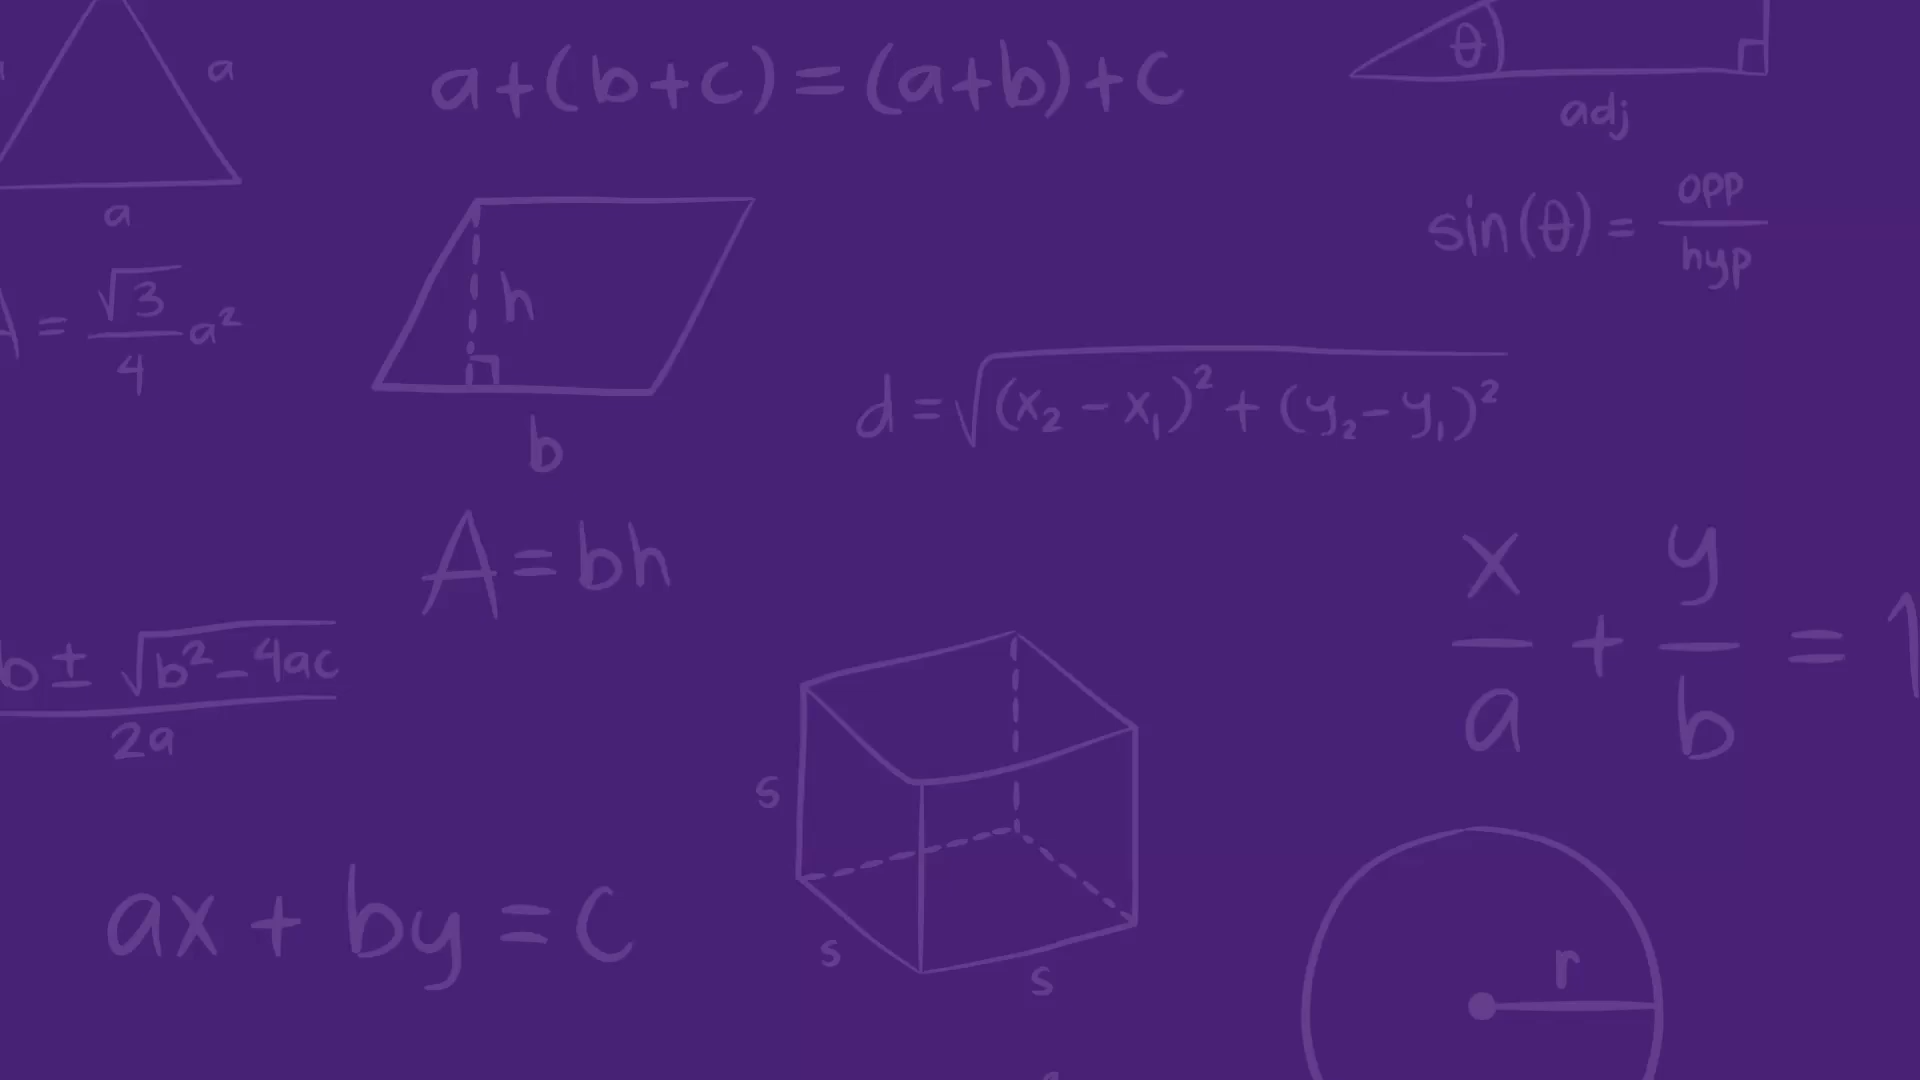 a
a + (b + c) = (a + b) + c
θ
adj
a
sin(θ) = opp/hyp
h
A = √3/4 a²
d = √(x₂ - x₁)² + (y₂ - y₁)²
b
A = bh
x/a + y/b = 1
b ± √b² - 4ac
2a
s
ax + by = c
s
s
r